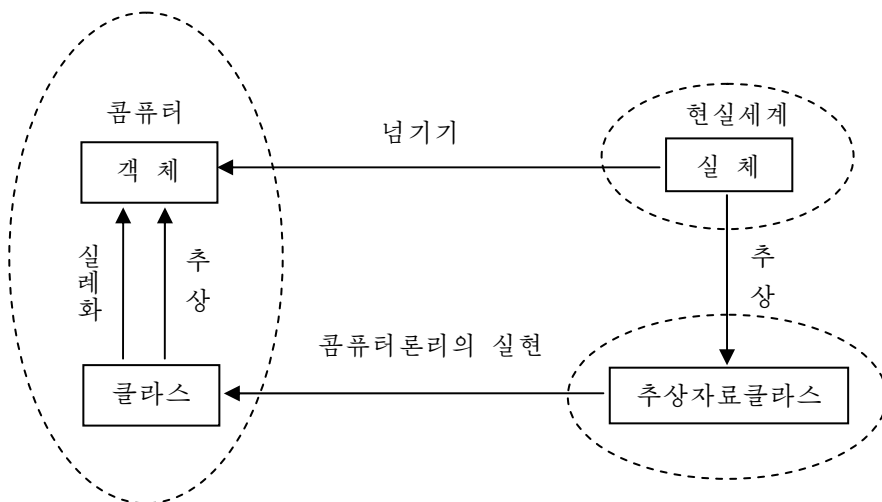 콤퓨터
현실세계
넘기기
객 체
실 체
실례화
추상
추상
콤퓨터론리의 실현
클라스
추상자료클라스